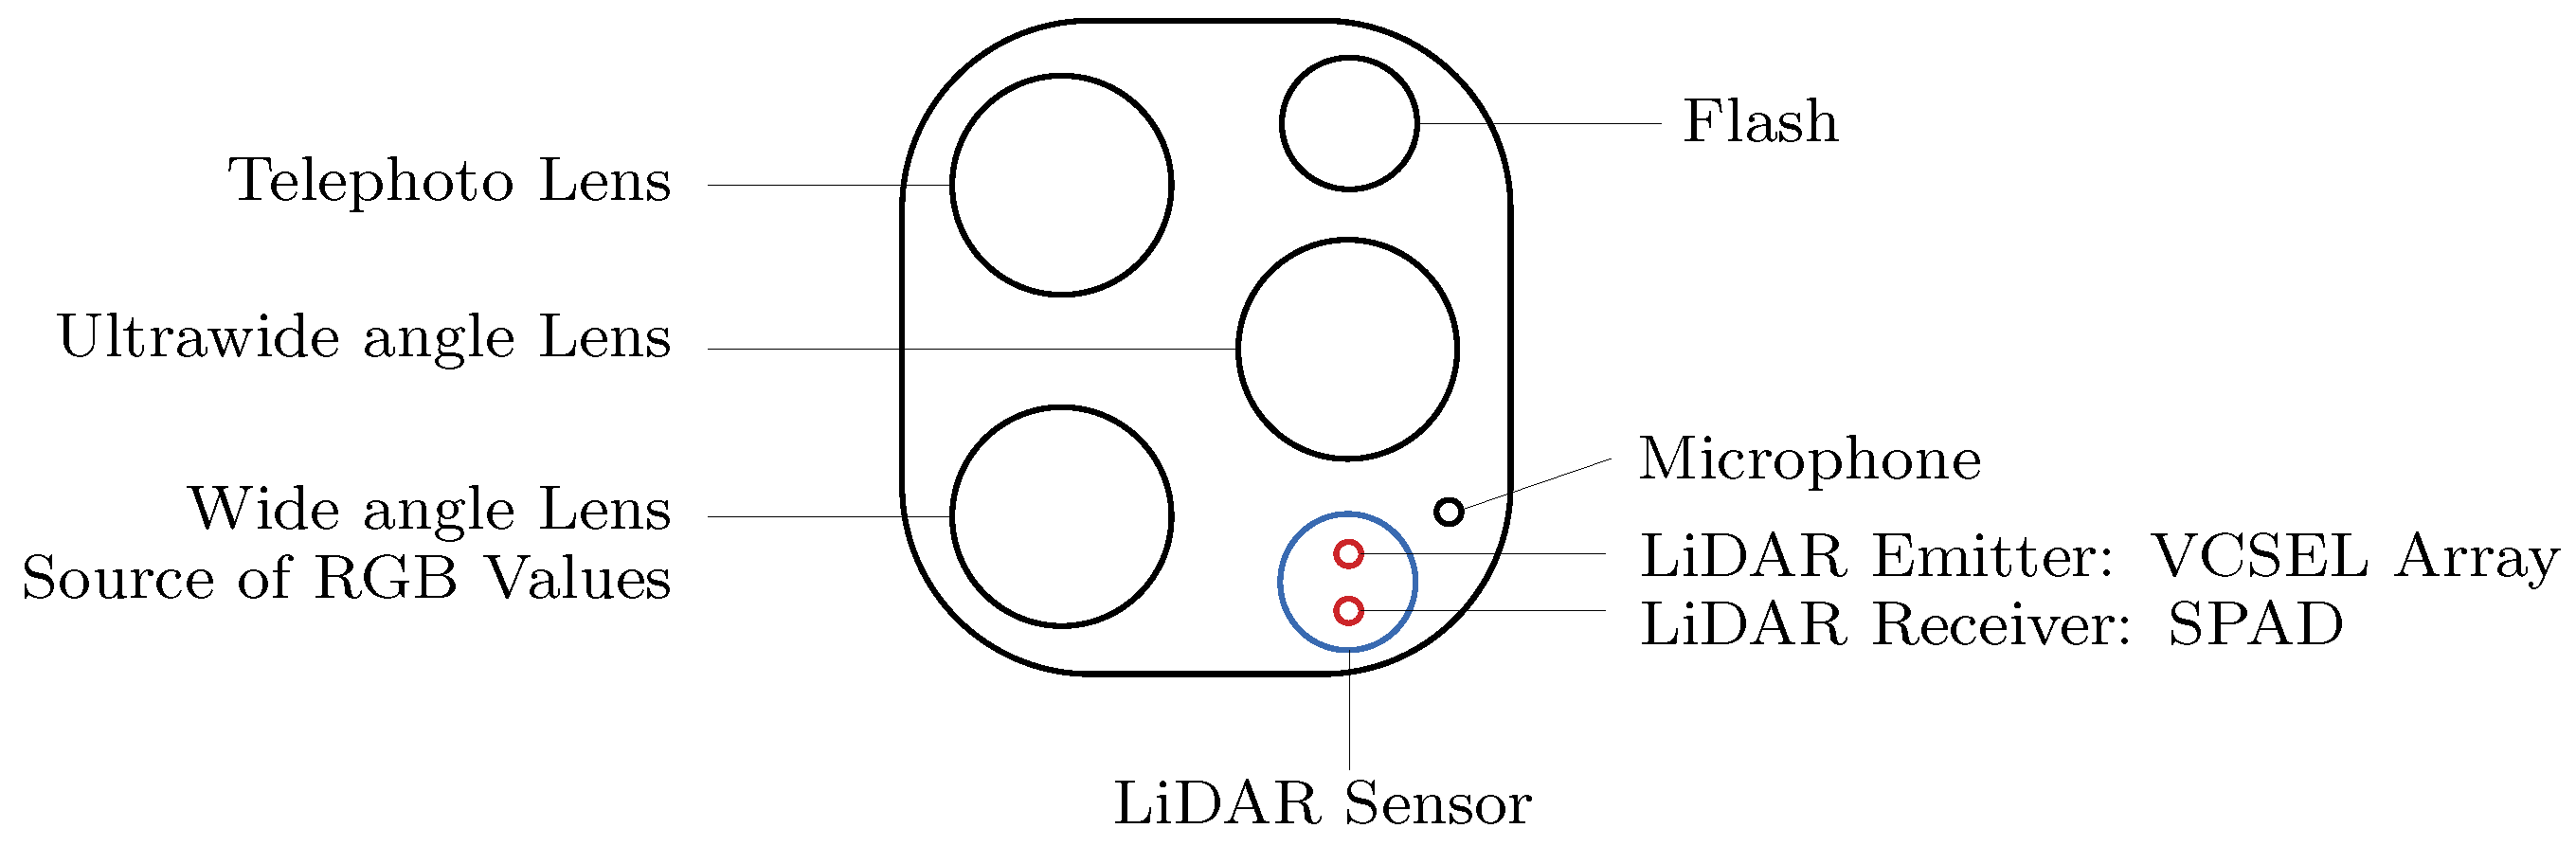 Telephoto Lens
Ultrawide angle Lens
Wide angle Lens
Source of RGB Values
Flash
Microphone
LiDAR Emitter: VCSEL Array
LiDAR Receiver: SPAD
LiDAR Sensor